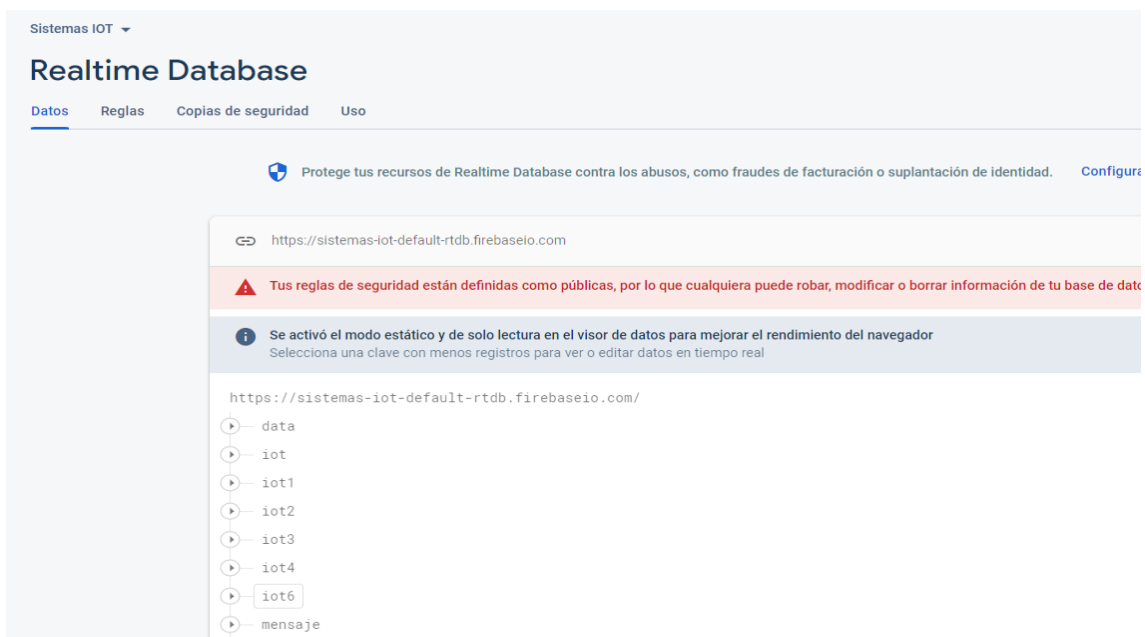 Sistemas IOT
Realtime Database
Datos Reglas Copias de seguridad Uso
Protege tus recursos de Realtime Database contra los abusos, como fraudes de facturación o suplantación de identidad. Configura
https://sistemas-iot-default-rtdb.firebaseio.com
Tus reglas de seguridad están definidas como públicas, por lo que cualquiera puede robar, modificar o borrar información de tu base de dato
Se activó el modo estático y de solo lectura en el visor de datos para mejorar el rendimiento del navegador
Selecciona una clave con menos registros para ver o editar datos en tiempo real
https://sistemas-iot-default-rtdb.firebaseio.com/
data
iot
iot1
iot2
iot3
iot4
iot6
mensaje